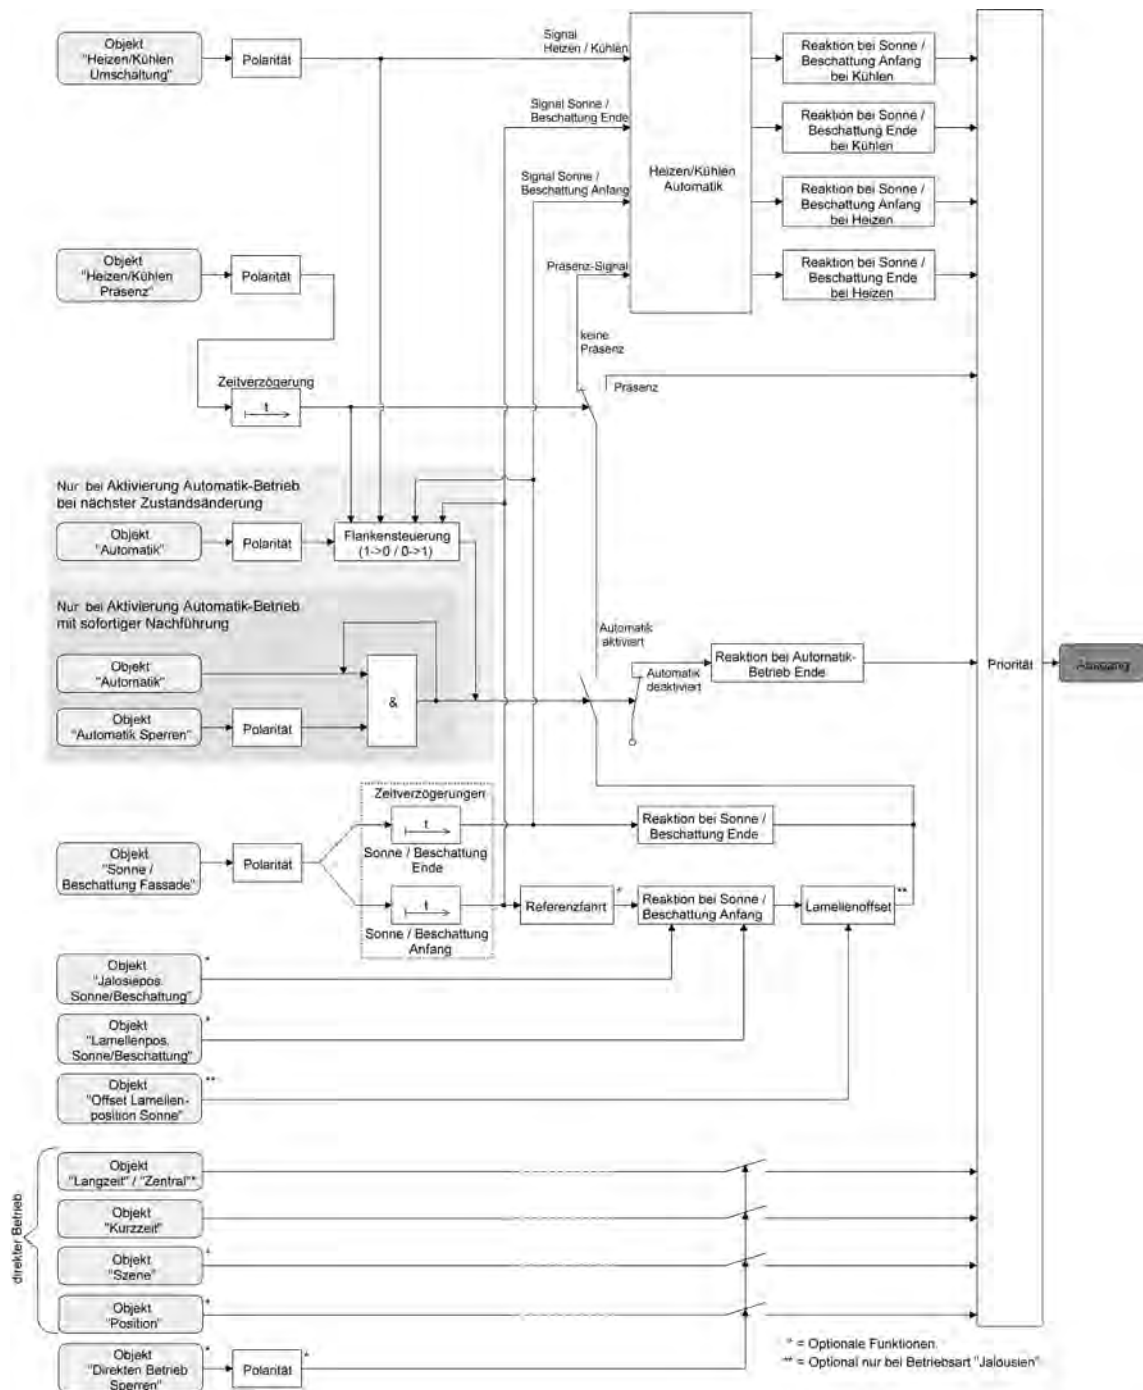 Objekt
"Heizen/Kühlen
Umschaltung"
Polarität
Signal
Heizen / Kühlen
Reaktion bei Sonne /
Beschattung Anfang
bei Kühlen
Signal Sonne /
Beschattung Ende
Reaktion bei Sonne /
Beschattung Ende
bei Kühlen
Heizen/Kühlen
Automatik
Signal Sonne /
Beschattung Anfang
Reaktion bei Sonne /
Beschattung Anfang
bei Heizen
Objekt
"Heizen/Kühlen
Präsenz"
Polarität
Präsenz-Signal
Reaktion bei Sonne /
Beschattung Ende
bei Heizen
keine
Präsenz
Präsenz
Zeitverzögerung
t
Nur bei Aktivierung Automatik-Betrieb
bei nächster Zustandsänderung
Objekt
"Automatik"
Polarität
Flankensteuerung
(1->0 / 0->1)
Nur bei Aktivierung Automatik-Betrieb
mit sofortiger Nachführung
Objekt
"Automatik"
Objekt
"Automatik Sperren"
Polarität
&
Automatik
aktiviert
Automatik
deaktiviert
Reaktion bei Automatik-
Betrieb Ende
Priorität
Ausgang
Zeitverzögerungen
t
Sonne / Beschattung
Ende
Reaktion bei Sonne /
Beschattung Ende
Objekt
"Sonne /
Beschattung Fassade"
Polarität
t
Sonne / Beschattung
Anfang
Referenzfahrt
*
Reaktion bei Sonne /
Beschattung Anfang
Lamellenoffset
**
Objekt
"Jalosiepos.
Sonne/Beschattung"
*
Objekt
"Lamellenpos.
Sonne/Beschattung"
*
Objekt
"Offset Lamellen-
position Sonne"
**
direkter Betrieb
Objekt
"Langzeit" / "Zentral"*
Objekt
"Kurzzeit"
Objekt
"Szene"
*
Objekt
"Position"
*
Objekt
"Direkten Betrieb
Sperren"
*
Polarität
*
* = Optionale Funktionen
** = Optional nur bei Betriebsart "Jalousien"